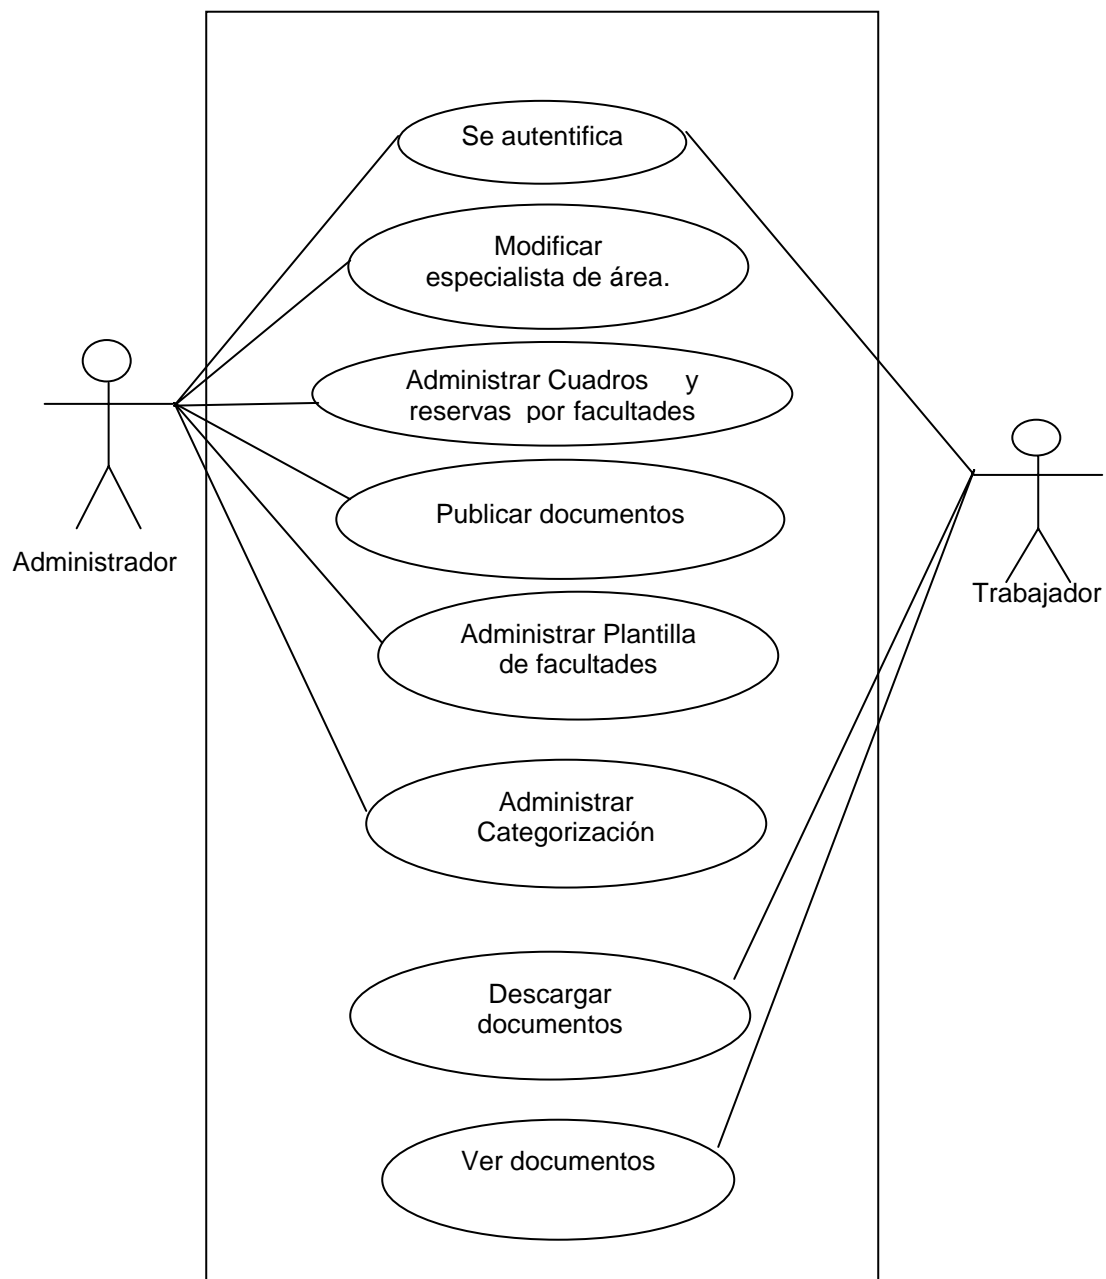 Se autentifica
Modificar
especialista de área.
Administrar Cuadros y
reservas por facultades
Publicar documentos
Administrador
Trabajador
Administrar Plantilla
de facultades
Administrar
Categorización
Descargar
documentos
Ver documentos